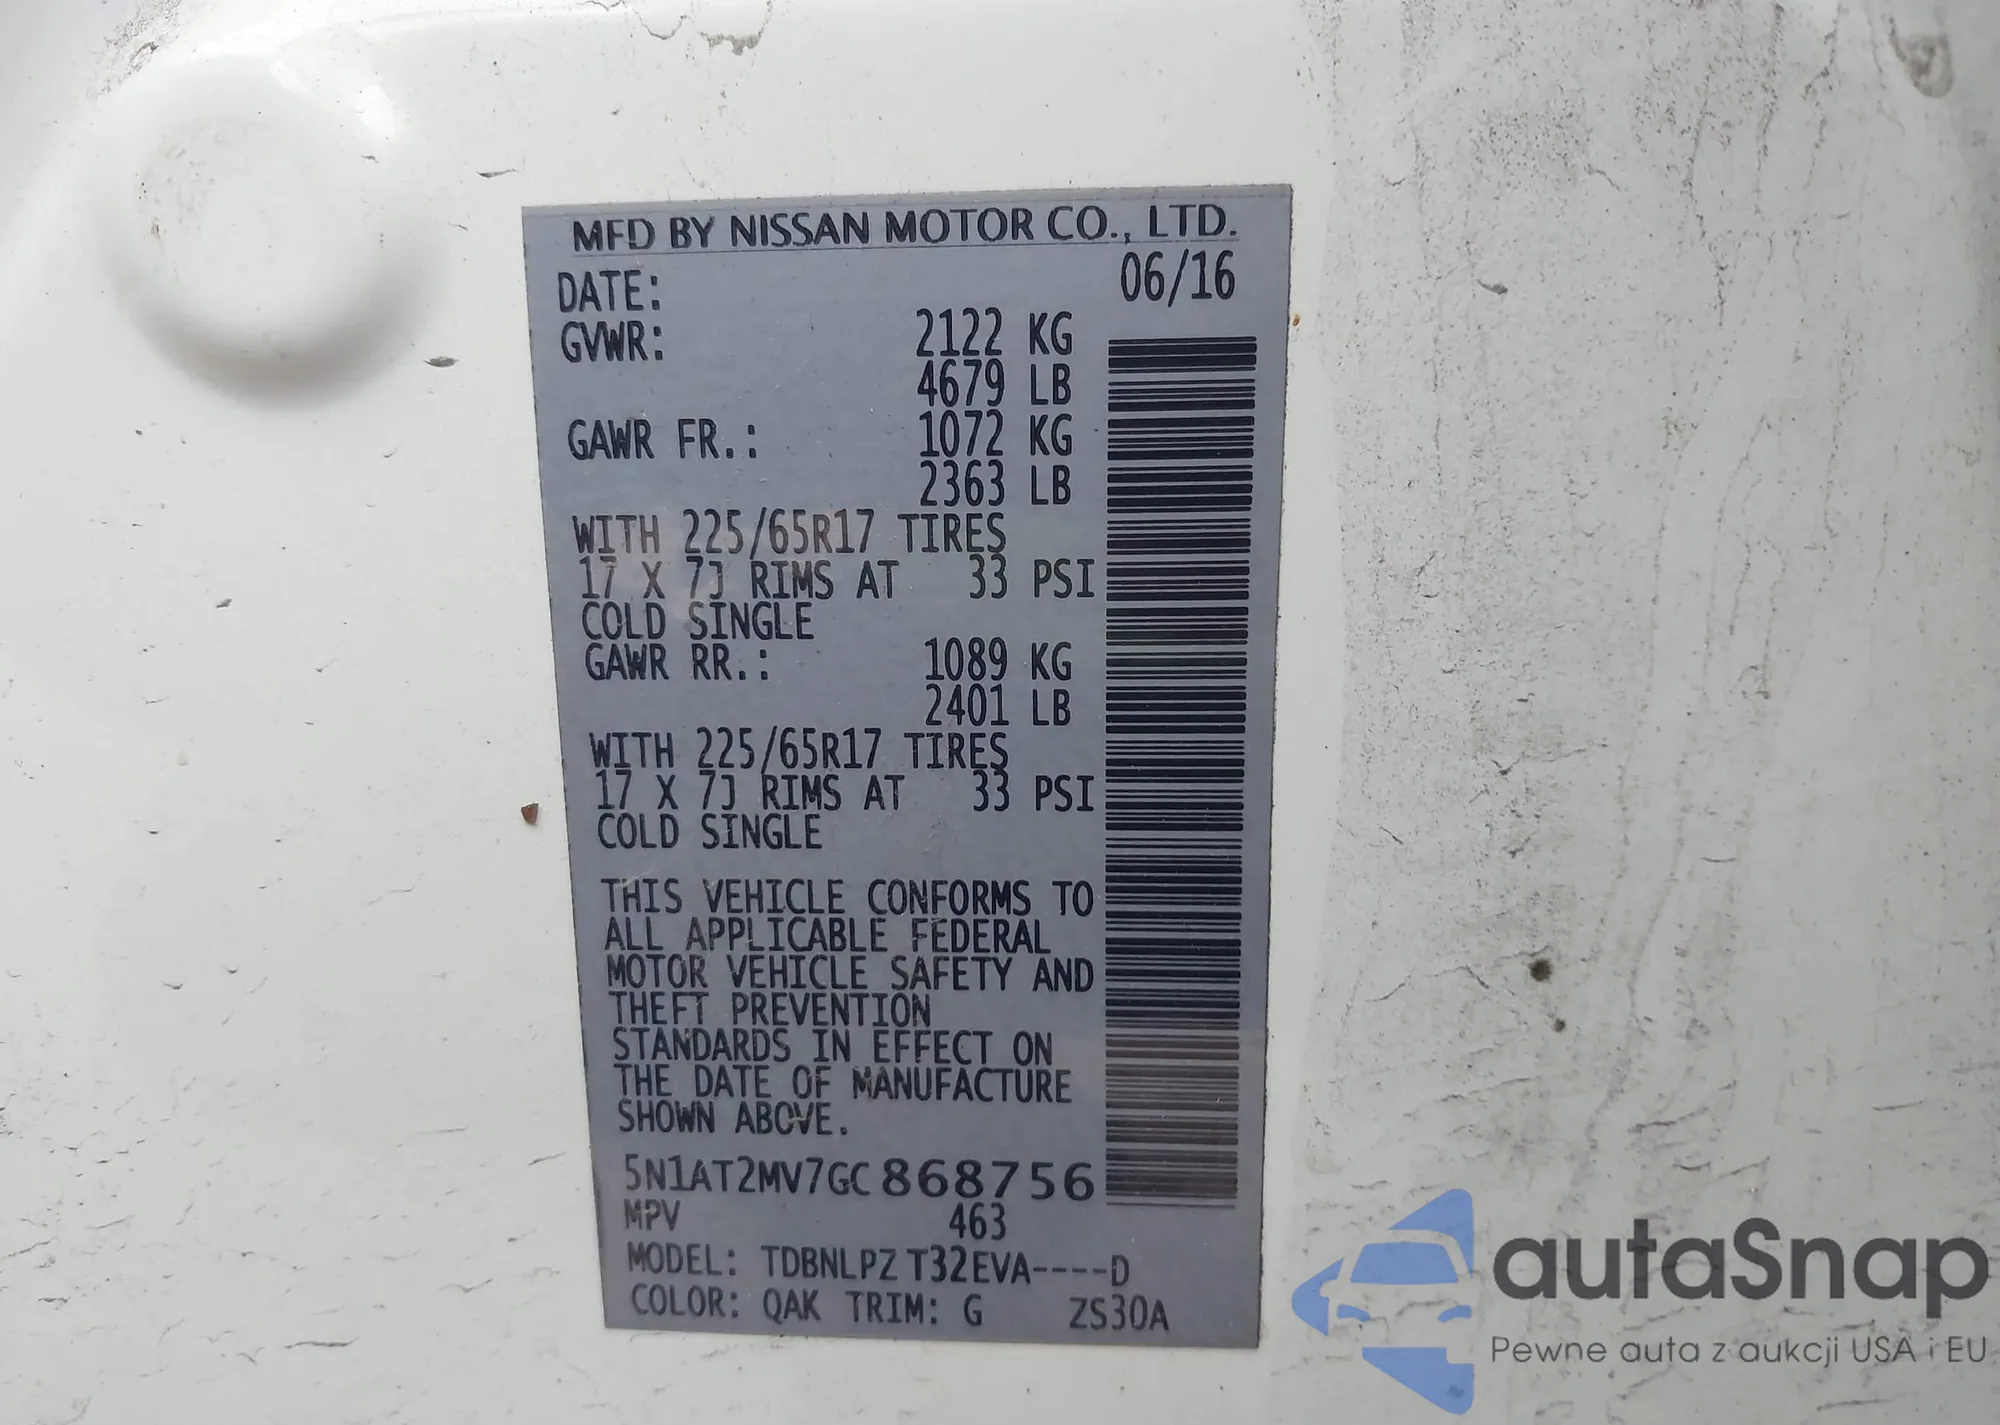 MFD BY NISSAN MOTOR CO., LTD.
DATE: 06/16
GVWR: 2122 KG
4679 LB
GAWR FR.: 1072 KG
2363 LB
WITH 225/65R17 TIRES
17 X 7J RIMS AT 33 PSI
COLD SINGLE
GAWR RR.: 1089 KG
2401 LB
WITH 225/65R17 TIRES
17 X 7J RIMS AT 33 PSI
COLD SINGLE
THIS VEHICLE CONFORMS TO
ALL APPLICABLE FEDERAL
MOTOR VEHICLE SAFETY AND
THEFT PREVENTION
STANDARDS IN EFFECT ON
THE DATE OF MANUFACTURE
SHOWN ABOVE.
5N1AT2MV7GC868756
MPV 463
MODEL: TDBNLPZ T32EVA----D
COLOR: QAK TRIM: G ZS30A
autaSnap
Pewne auta z aukcji USA i EU